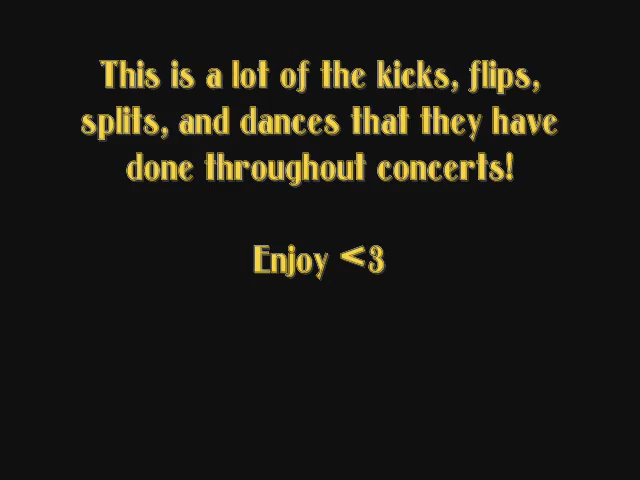 This is a lot of the kicks, flips,
splits, and dances that they have
done throughout concerts!
Enjoy <3